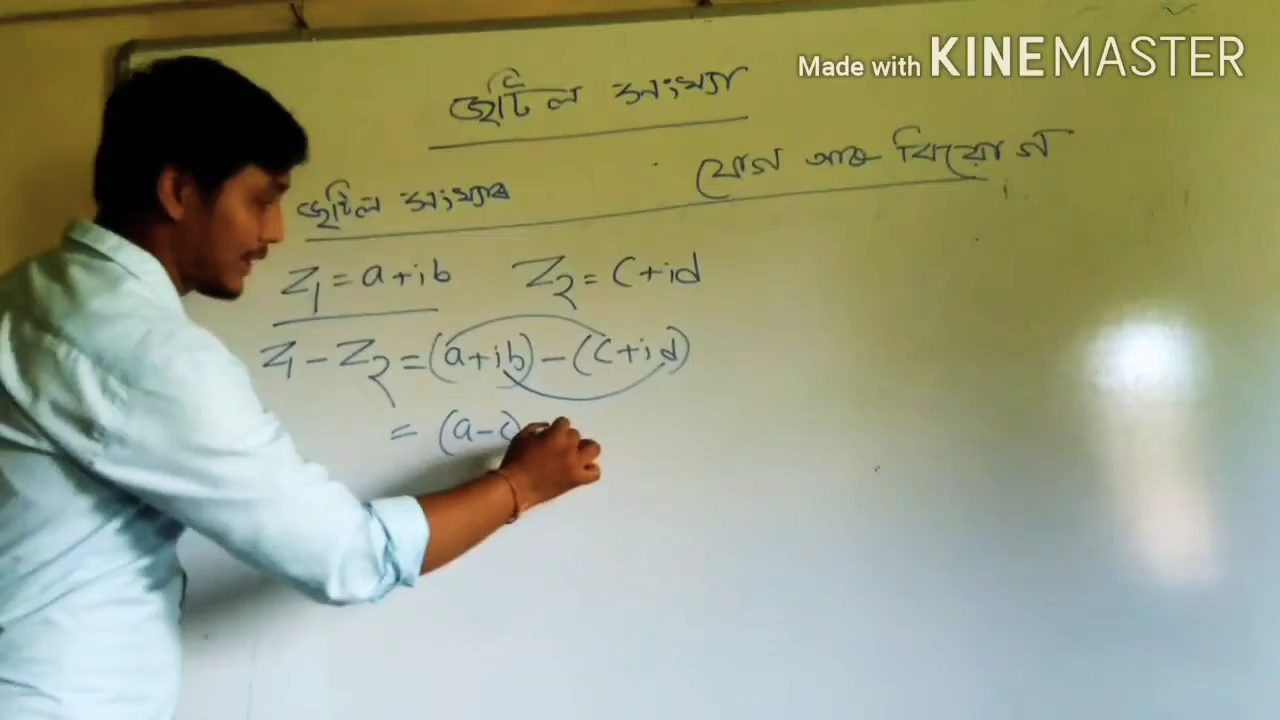 Made with KINEMASTER
জটিল সংখ্যা
জটিল সংখ্যাৰ যোগ আৰু বিয়োগ
Z₁ = a + ib Z₂ = c + id
Z₁ - Z₂ = (a + ib) - (c + id)
= (a - c)